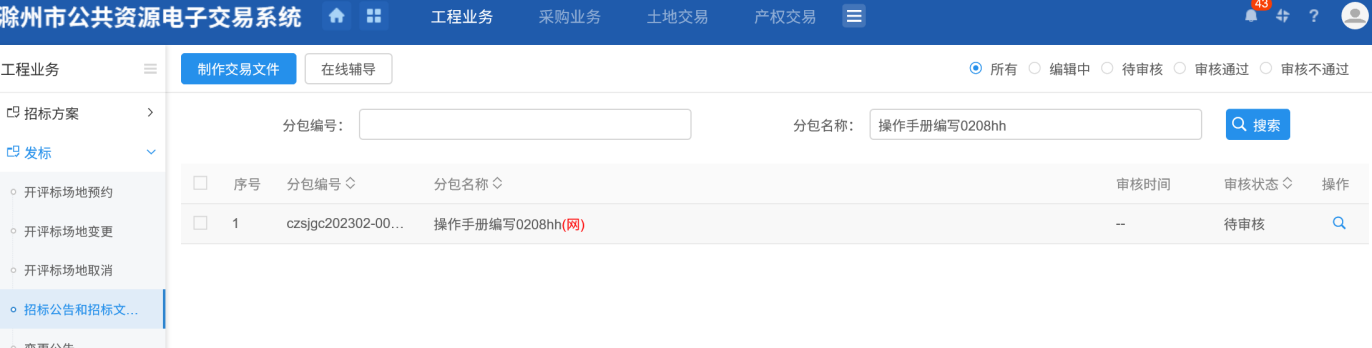 滁州市公共资源电子交易系统
工程业务 采购业务 土地交易 产权交易
43
?
工程业务
制作交易文件 在线辅导
所有 编辑中 待审核 审核通过 审核不通过
招标方案
分包编号：
分包名称： 操作手册编写0208hh
搜索
发标
序号 分包编号 分包名称 审核时间 审核状态 操作
开评标场地预约
1 czsjgc202302-00... 操作手册编写0208hh(网) -- 待审核
开评标场地变更
开评标场地取消
招标公告和招标文...
变更公告